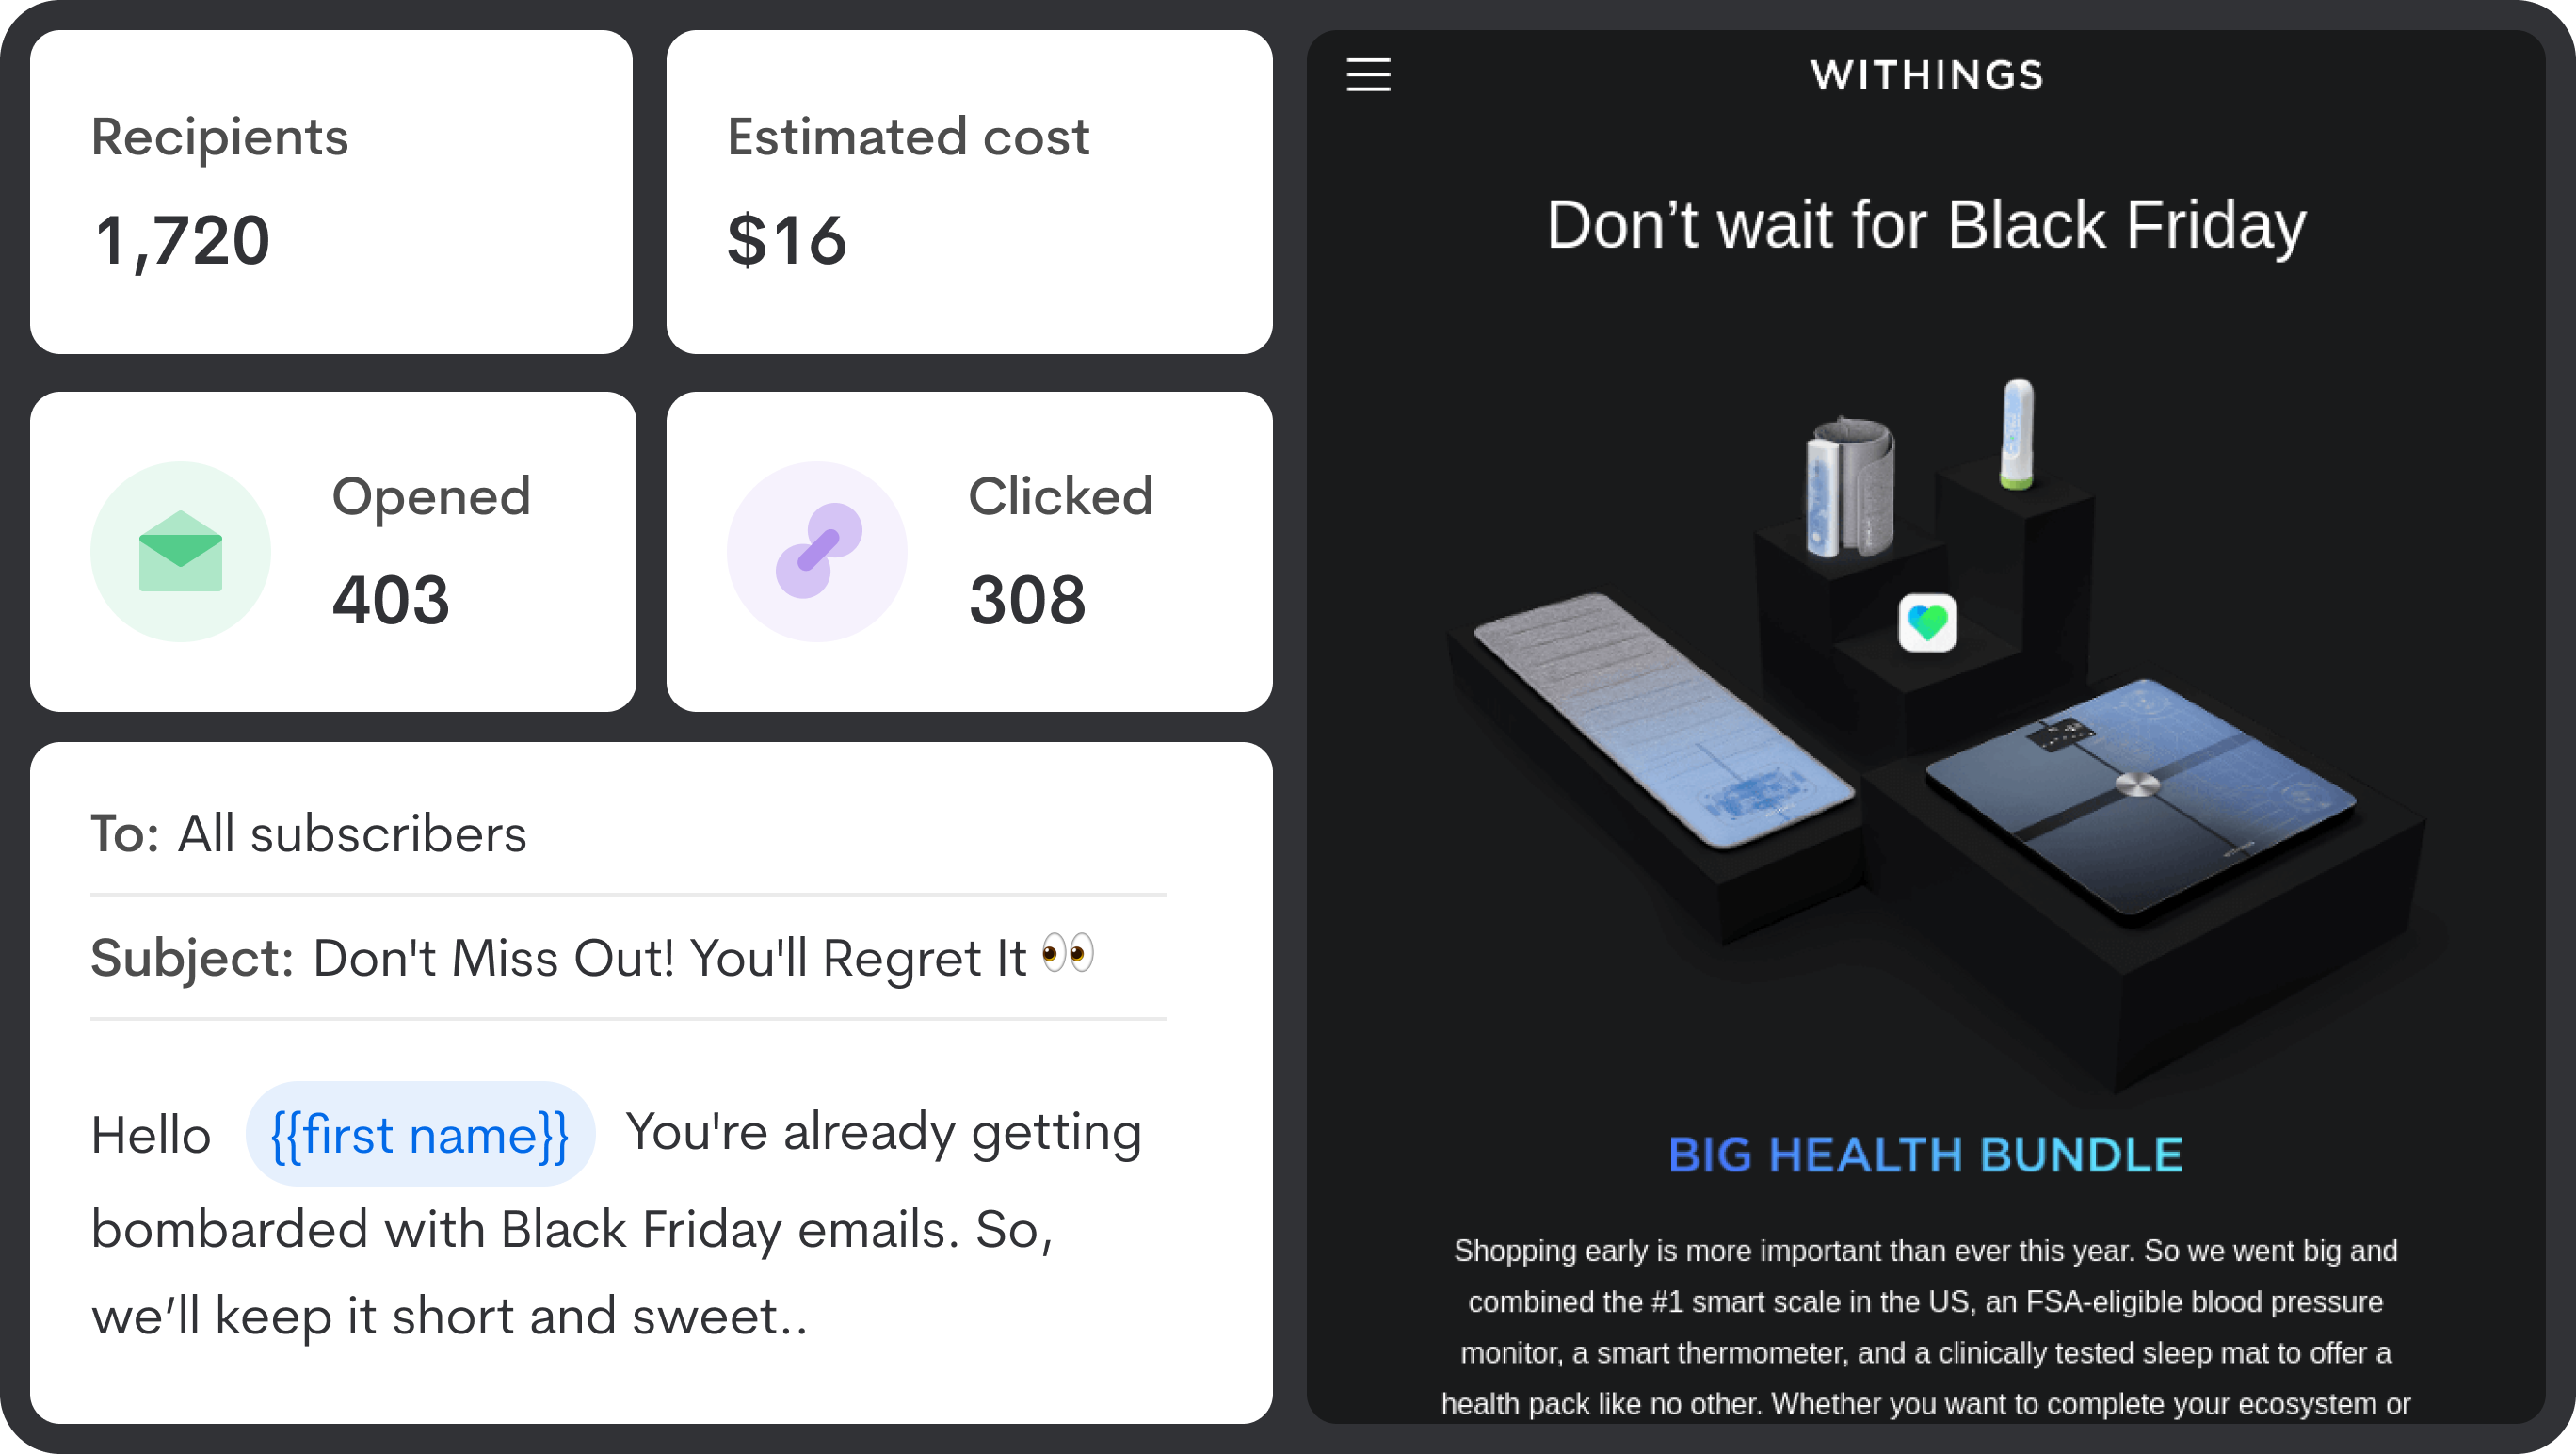 Recipients
1,720
Estimated cost
$16
Opened
403
Clicked
308
To: All subscribers
Subject: Don't Miss Out! You'll Regret It 👀
Hello {{first name}} You're already getting
bombarded with Black Friday emails. So,
we’ll keep it short and sweet..
WITHINGS
Don’t wait for Black Friday
WITHINGS
BIG HEALTH BUNDLE
Shopping early is more important than ever this year. So we went big and
combined the #1 smart scale in the US, an FSA-eligible blood pressure
monitor, a smart thermometer, and a clinically tested sleep mat to offer a
health pack like no other. Whether you want to complete your ecosystem or